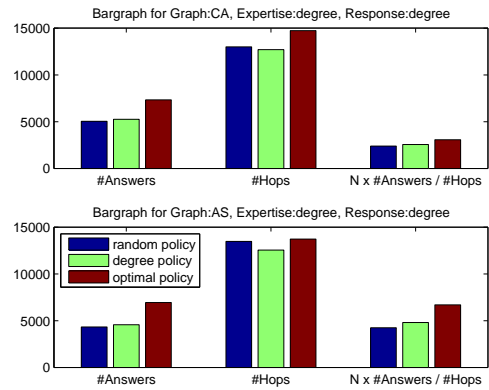 Bargraph for Graph:CA, Expertise:degree, Response:degree
15000
10000
5000
0
#Answers #Hops N x #Answers / #Hops
Bargraph for Graph:AS, Expertise:degree, Response:degree
15000
10000
5000
0
random policy
degree policy
optimal policy
#Answers #Hops N x #Answers / #Hops